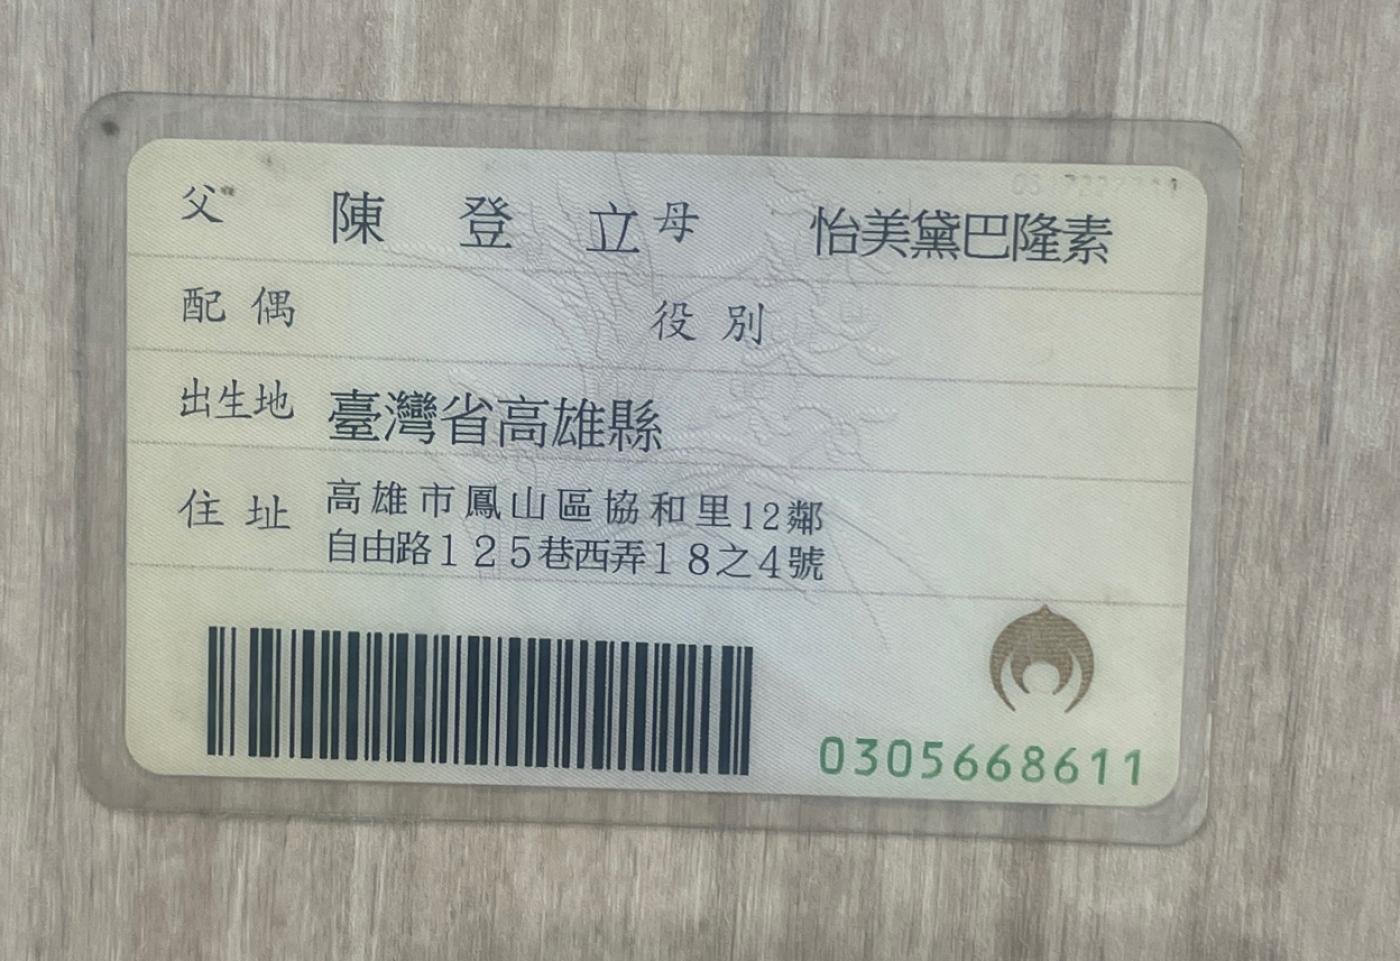 父 陳登立 母 怡美黛巴隆素
配偶 役別
出生地 臺灣省高雄縣
住址 高雄市鳳山區協和里12鄰
自由路125巷西弄18之4號
0305668611